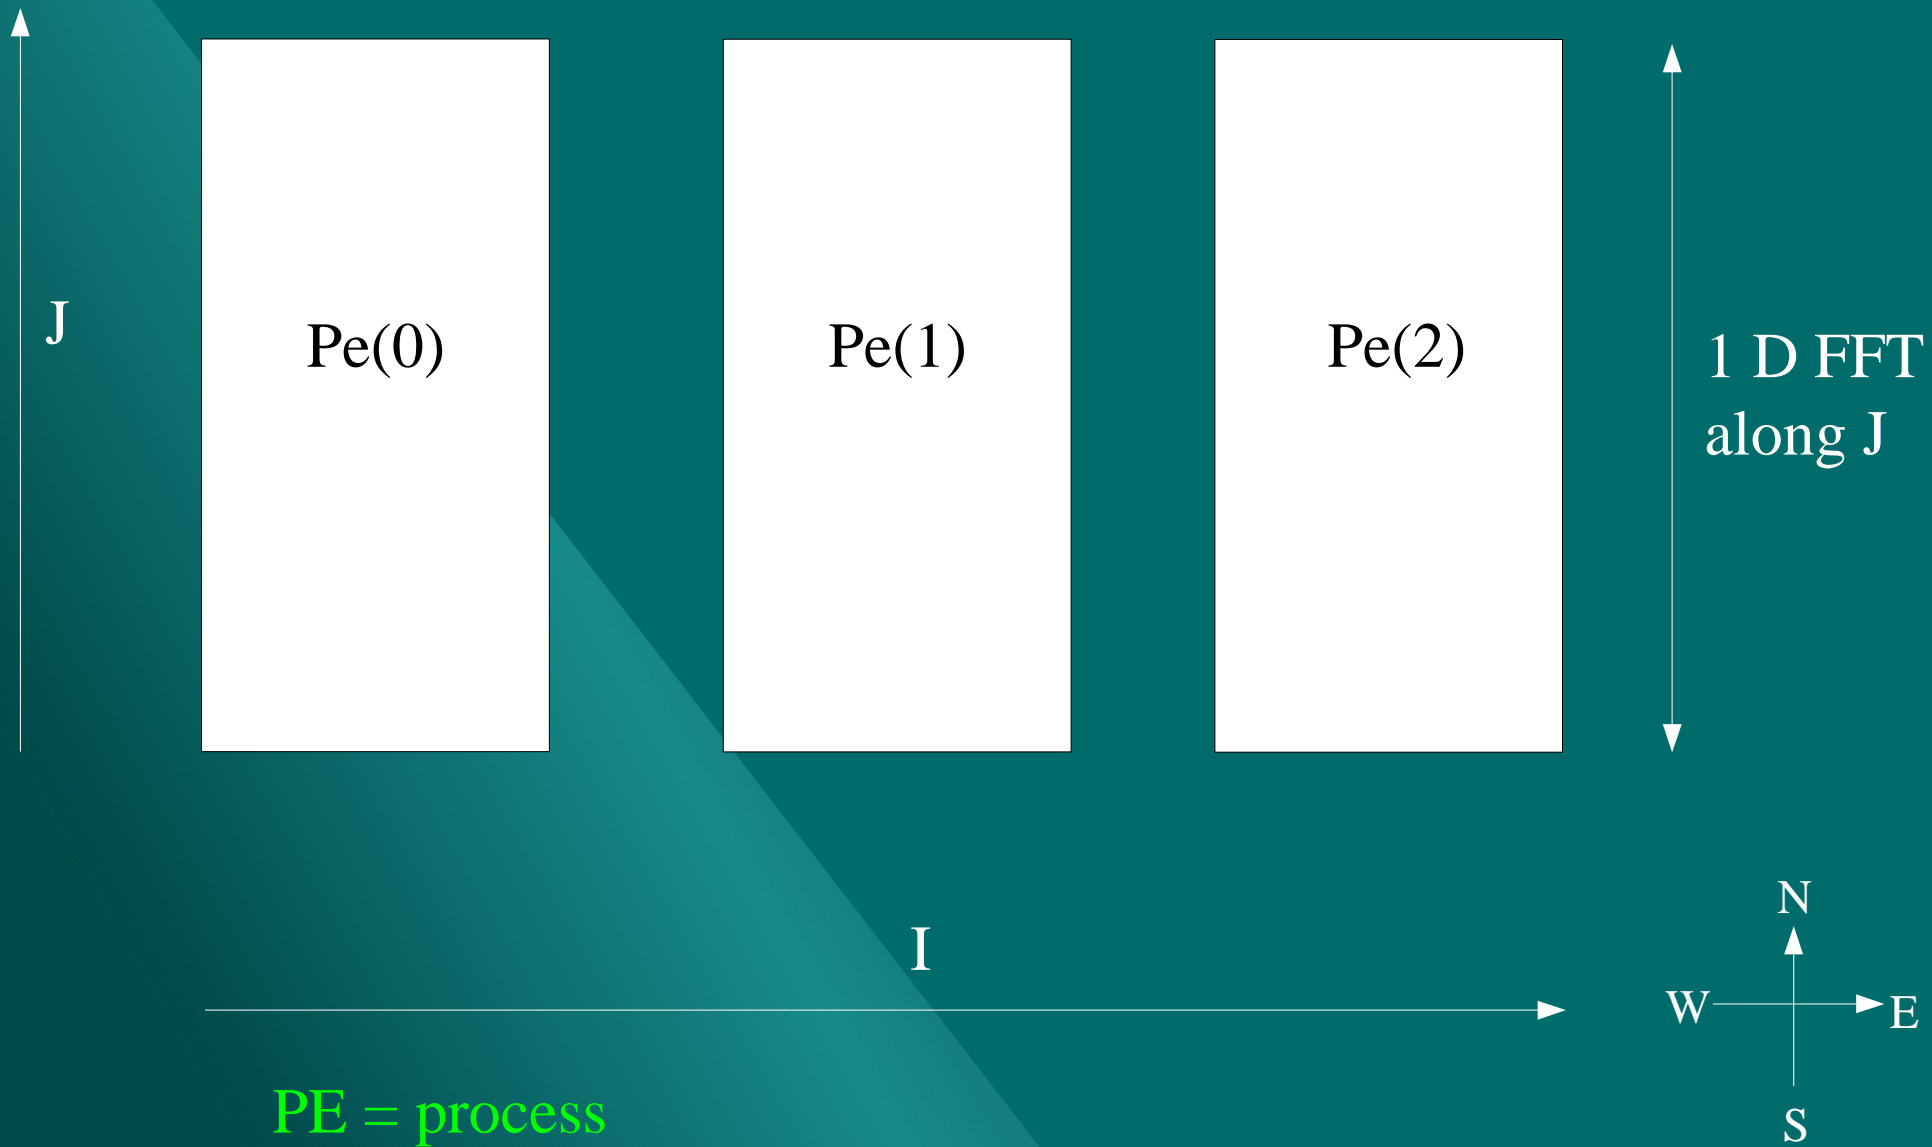 J
Pe(0)
Pe(1)
Pe(2)
1 D FFT
along J
I
N
W
E
S
PE = process